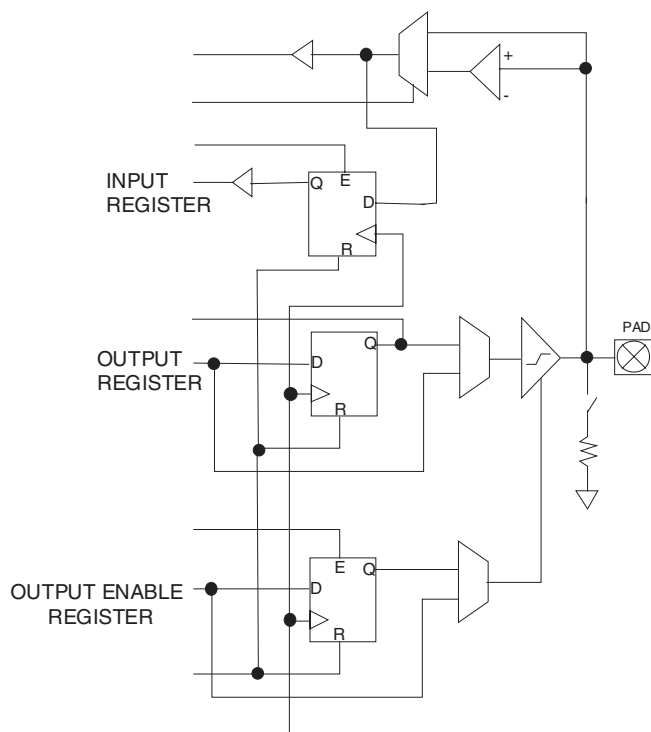 +
-
E
INPUT
REGISTER
Q
D
R
PAD
OUTPUT
REGISTER
Q
D
R
E
Q
D
OUTPUT ENABLE
REGISTER
R